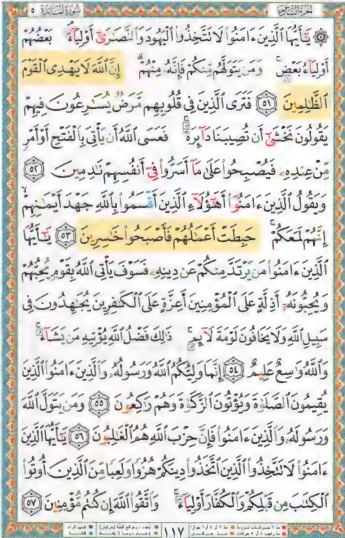 سورة المائدة ٥
۞ يَـٰٓأَيُّهَا ٱلَّذِينَ ءَامَنُوا۟ لَا تَتَّخِذُوا۟ ٱلْيَهُودَ وَٱلنَّصَـٰرَىٰٓ أَوْلِيَآءَ ۘ بَعْضُهُمْ
أَوْلِيَآءُ بَعْضٍ ۚ وَمَن يَتَوَلَّهُم مِّنكُمْ فَإِنَّهُۥ مِنْهُمْ ۗ إِنَّ ٱللَّهَ لَا يَهْدِى ٱلْقَوْمَ
ٱلظَّـٰلِمِينَ ٥١ فَتَرَى ٱلَّذِينَ فِى قُلُوبِهِم مَّرَضٌ يُسَـٰرِعُونَ فِيهِمْ
يَقُولُونَ نَخْشَىٰٓ أَن تُصِيبَنَا دَآئِرَةٌ ۚ فَعَسَى ٱللَّهُ أَن يَأْتِىَ بِٱلْفَتْحِ أَوْ أَمْرٍ
مِّنْ عِندِهِۦ فَيُصْبِحُوا۟ عَلَىٰ مَآ أَسَرُّوا۟ فِىٓ أَنفُسِهِمْ نَـٰدِمِينَ ٥٢
وَيَقُولُ ٱلَّذِينَ ءَامَنُوٓا۟ أَهَـٰٓؤُلَآءِ ٱلَّذِينَ أَقْسَمُوا۟ بِٱللَّهِ جَهْدَ أَيْمَـٰنِهِمْ ۙ
إِنَّهُمْ لَمَعَكُمْ ۚ حَبِطَتْ أَعْمَـٰلُهُمْ فَأَصْبَحُوا۟ خَـٰسِرِينَ ٥٣ يَـٰٓأَيُّهَا
ٱلَّذِينَ ءَامَنُوا۟ مَن يَرْتَدَّ مِنكُمْ عَن دِينِهِۦ فَسَوْفَ يَأْتِى ٱللَّهُ بِقَوْمٍ يُحِبُّهُمْ
وَيُحِبُّونَهُۥٓ أَذِلَّةٍ عَلَى ٱلْمُؤْمِنِينَ أَعِزَّةٍ عَلَى ٱلْكَـٰفِرِينَ يُجَـٰهِدُونَ فِى
سَبِيلِ ٱللَّهِ وَلَا يَخَافُونَ لَوْمَةَ لَآئِمٍ ۚ ذَٰلِكَ فَضْلُ ٱللَّهِ يُؤْتِيهِ مَن يَشَآءُ ۚ
وَٱللَّهُ وَٰسِعٌ عَلِيمٌ ٥٤ إِنَّمَا وَلِيُّكُمُ ٱللَّهُ وَرَسُولُهُۥ وَٱلَّذِينَ ءَامَنُوا۟ ٱلَّذِينَ
يُقِيمُونَ ٱلصَّلَوٰةَ وَيُؤْتُونَ ٱلزَّكَوٰةَ وَهُمْ رَٰكِعُونَ ٥٥ وَمَن يَتَوَلَّ ٱللَّهَ
وَرَسُولَهُۥ وَٱلَّذِينَ ءَامَنُوا۟ فَإِنَّ حِزْبَ ٱللَّهِ هُمُ ٱلْغَـٰلِبُونَ ٥٦ يَـٰٓأَيُّهَا ٱلَّذِينَ
ءَامَنُوا۟ لَا تَتَّخِذُوا۟ ٱلَّذِينَ ٱتَّخَذُوا۟ دِينَكُمْ هُزُوًا وَلَعِبًا مِّنَ ٱلَّذِينَ أُوتُوا۟
ٱلْكِتَـٰبَ مِن قَبْلِكُمْ وَٱلْكُفَّارَ أَوْلِيَآءَ ۚ وَٱتَّقُوا۟ ٱللَّهَ إِن كُنتُم مُّؤْمِنِينَ ٥٧
١١٧